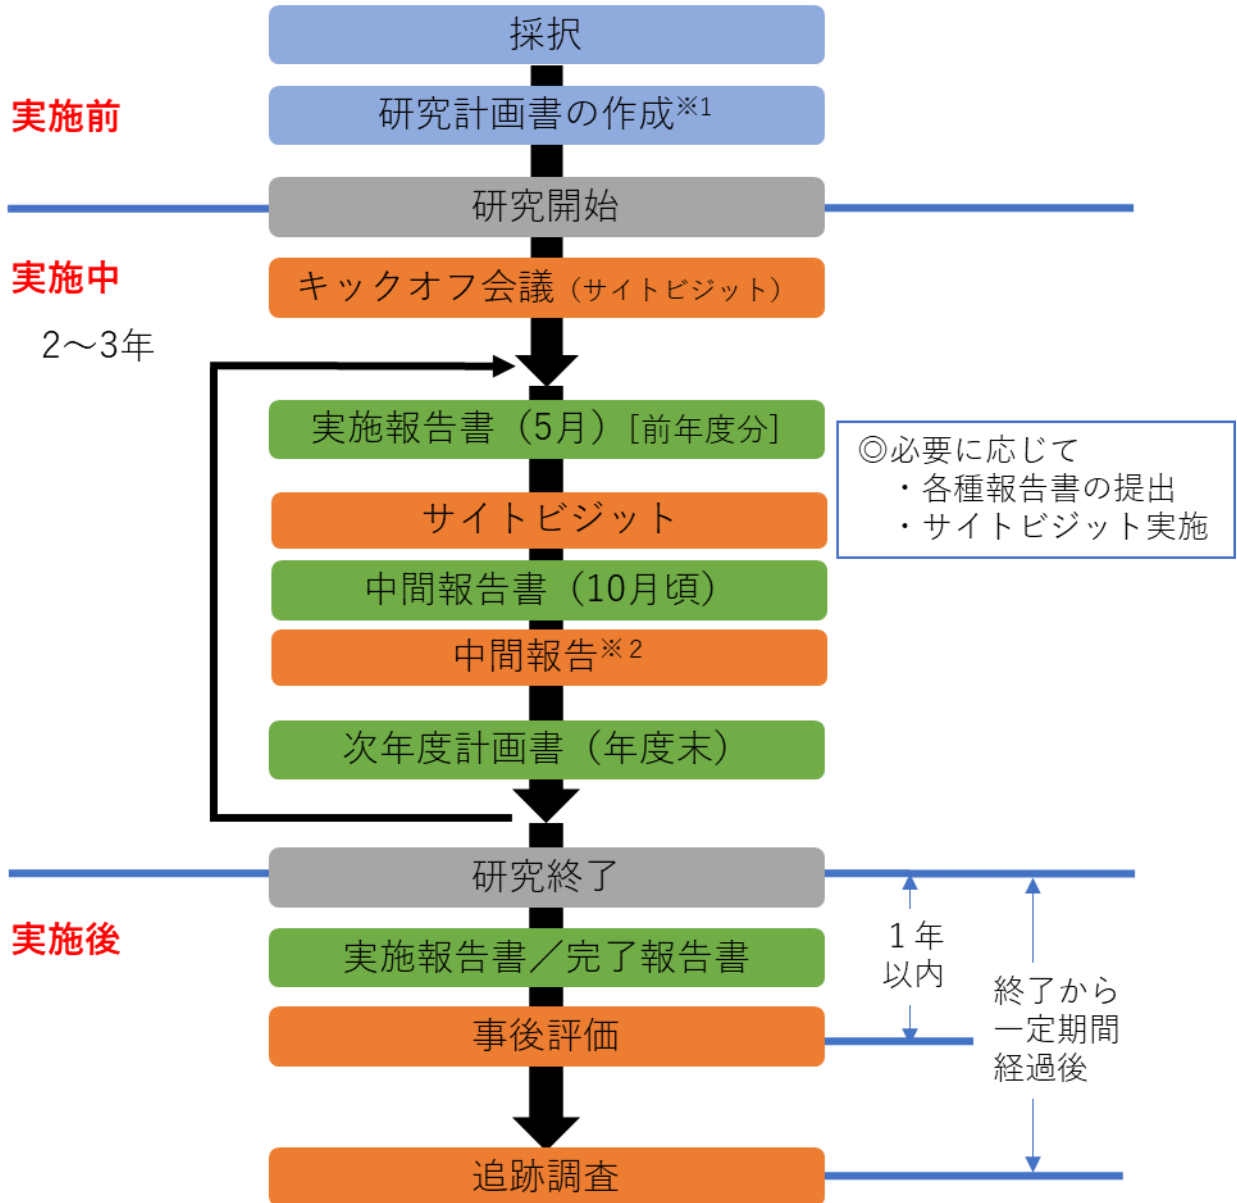 採択
実施前
研究計画書の作成※1
研究開始
実施中
キックオフ会議（サイトビジット）
2～3年
実施報告書（5月）[前年度分]
◎必要に応じて
・各種報告書の提出
・サイトビジット実施
サイトビジット
中間報告書（10月頃）
中間報告※2
次年度計画書（年度末）
研究終了
実施後
実施報告書／完了報告書
１年
以内
事後評価
終了から
一定期間
経過後
追跡調査